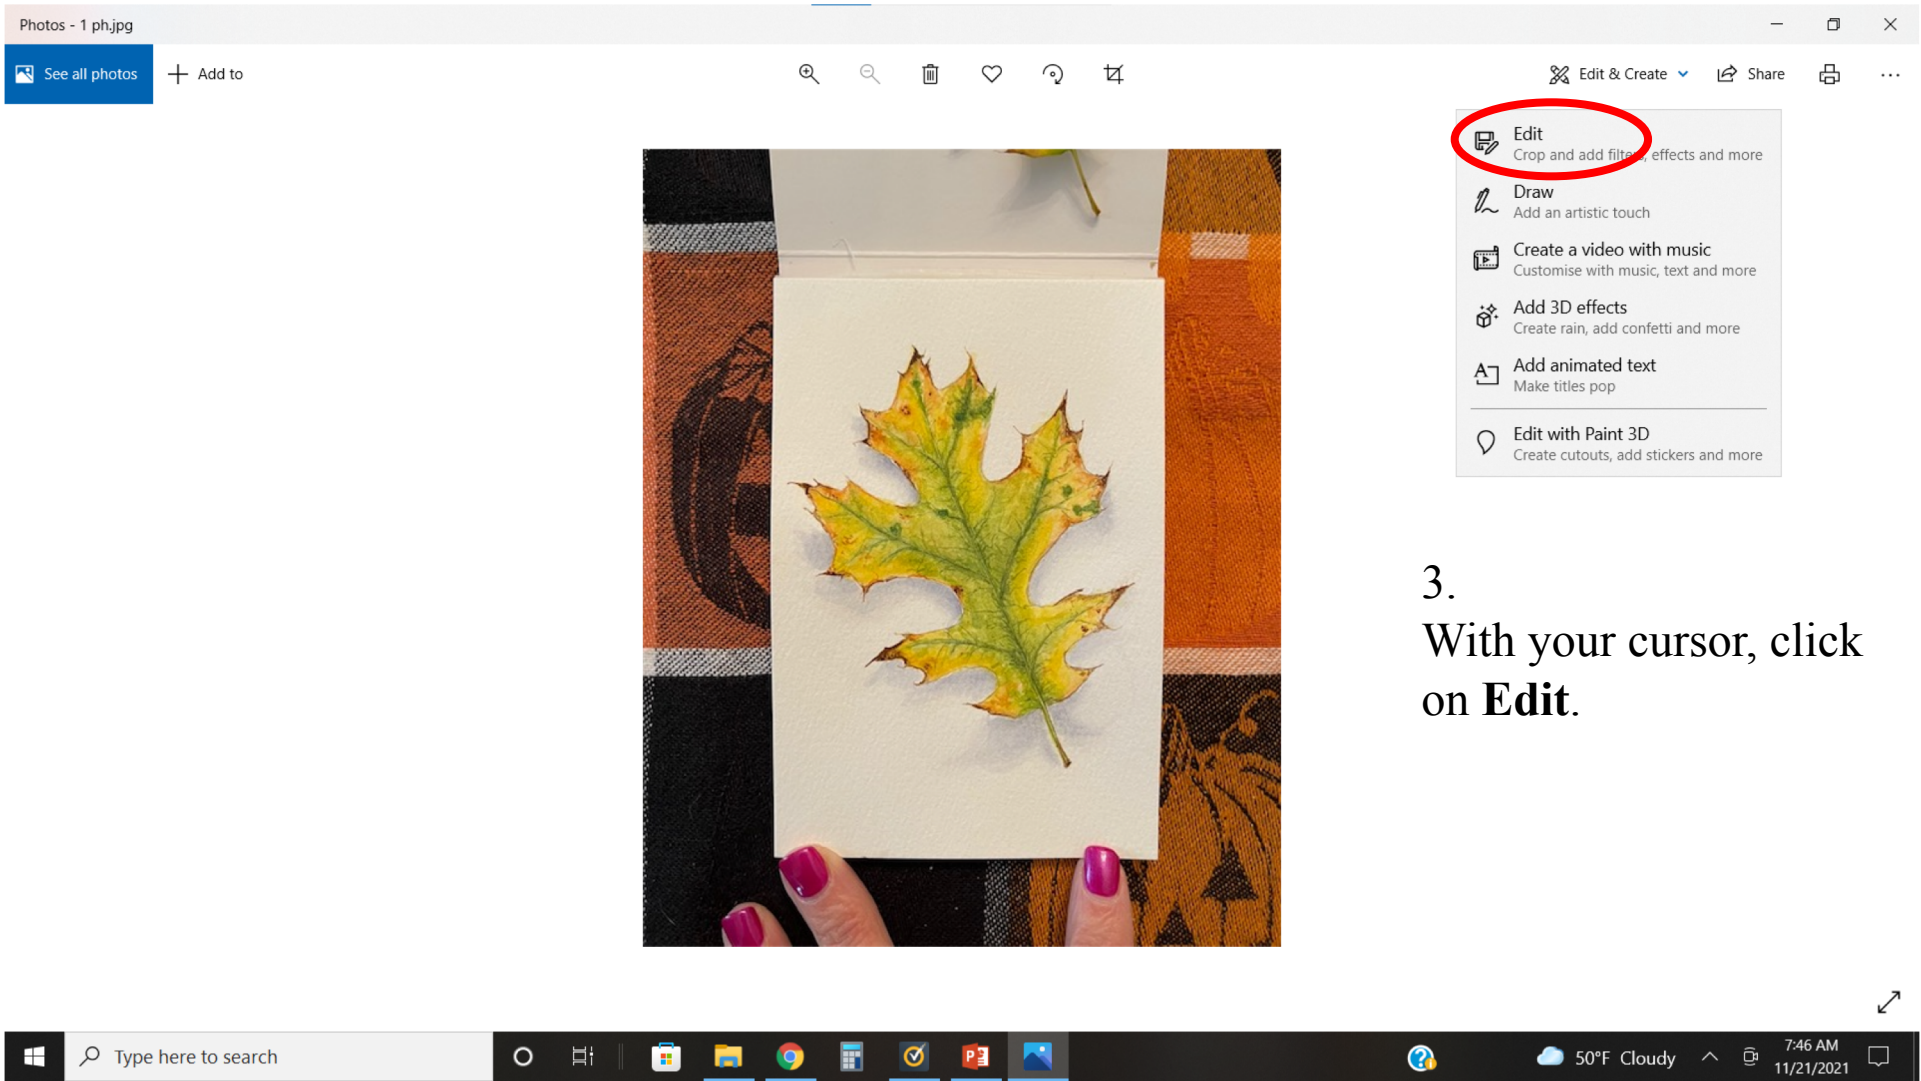 Photos - 1 ph.jpg
See all photos
Add to
Edit & Create
Share
Edit
Crop and add filters, effects and more
Draw
Add an artistic touch
Create a video with music
Customise with music, text and more
Add 3D effects
Create rain, add confetti and more
Add animated text
Make titles pop
Edit with Paint 3D
Create cutouts, add stickers and more
3.
With your cursor, click
on Edit.
Type here to search
50°F Cloudy
7:46 AM
11/21/2021